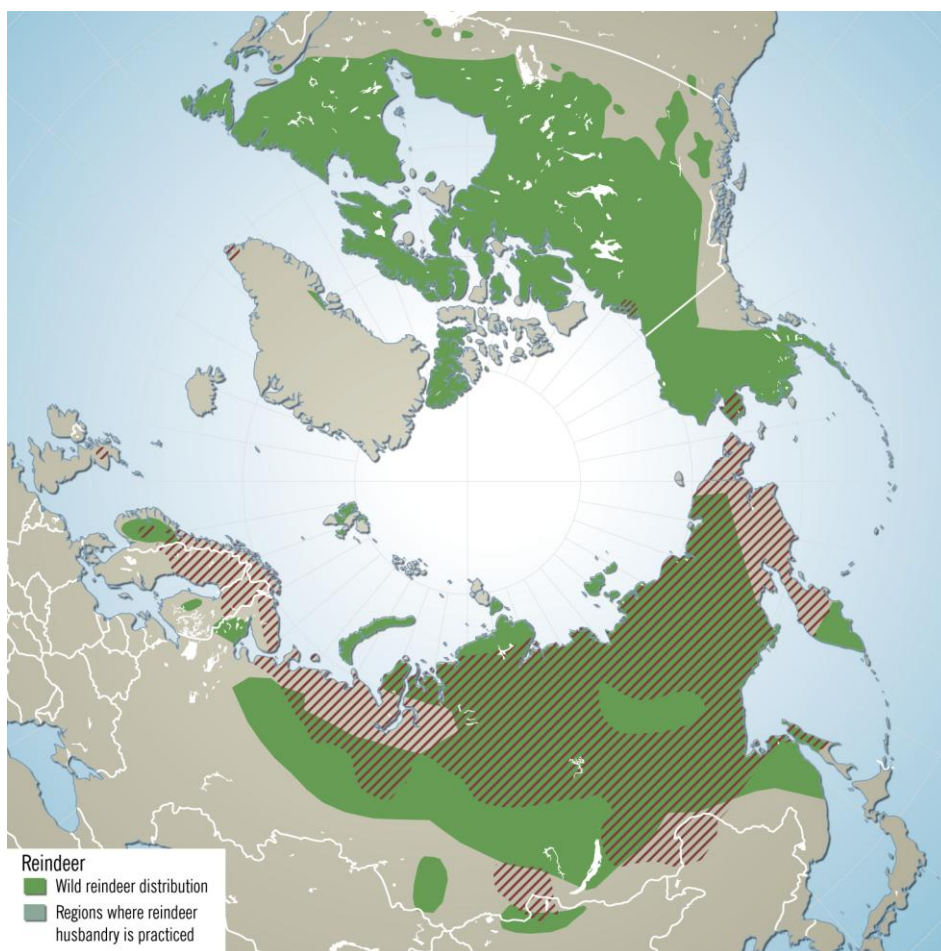 Reindeer
Wild reindeer distribution
Regions where reindeer
husbandry is practiced